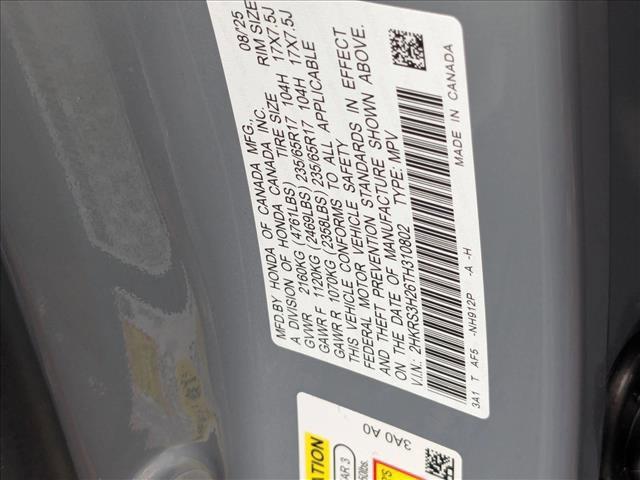 MFD.BY HONDA OF CANADA MFG., 08/25
A DIVISION OF HONDA CANADA INC.
TIRE SIZE RIM SIZE
GVWR 2160KG (4761LBS)
GAWR F 1120KG (2469LBS) 235/65R17 104H 17X7.5J
GAWR R 1070KG (2358LBS) 235/65R17 104H 17X7.5J
THIS VEHICLE CONFORMS TO ALL APPLICABLE
FEDERAL MOTOR VEHICLE SAFETY
AND THEFT PREVENTION STANDARDS IN EFFECT
ON THE DATE OF MANUFACTURE SHOWN ABOVE.
V.I.N: 2HKRS3H26TH310802 TYPE: MPV
3A1 T AF5 -NH912P -A -H
MADE IN CANADA
3A0 A0
ATION
AR 3